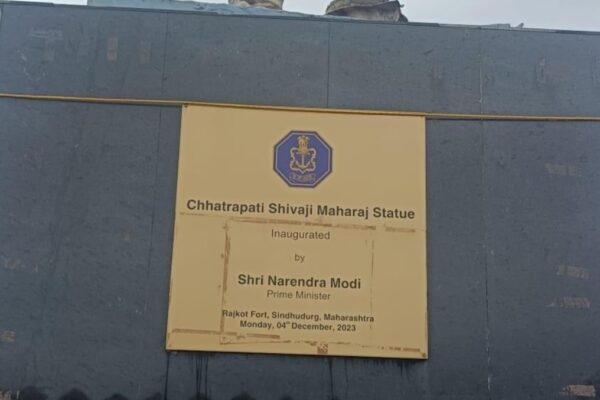 Chhatrapati Shivaji Maharaj Statue
Inaugurated
by
Shri Narendra Modi
Prime Minister
Rajkot Fort, Sindhudurg, Maharashtra
Monday, 04th December, 2023